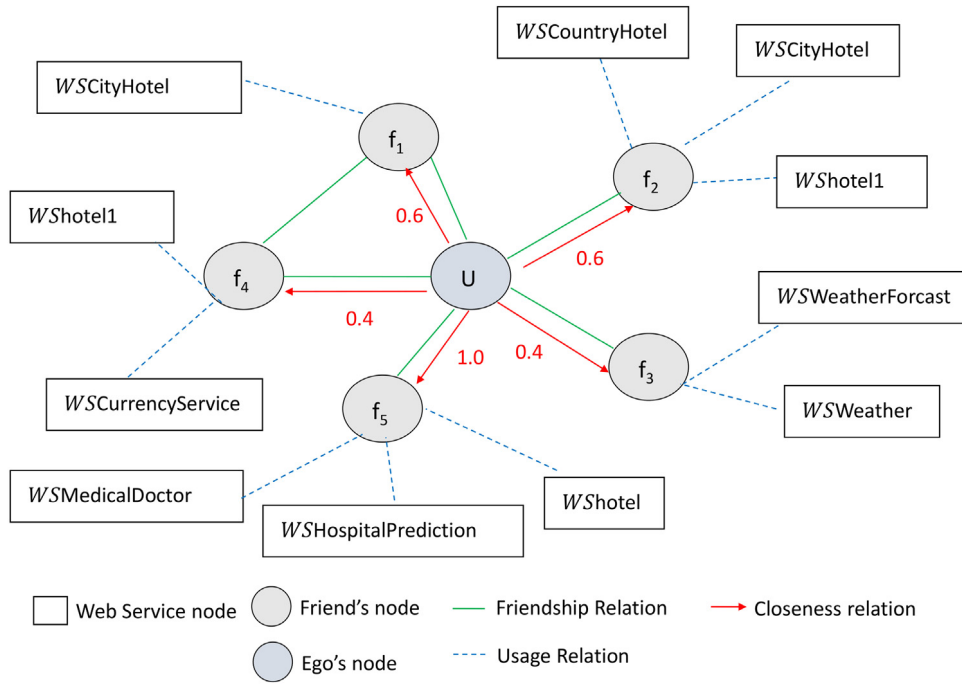 WSCountryHotel
WSCityHotel
WSCityHotel
f1
f2
WShotel1
WShotel1
0.6
0.6
f4
U
WSWeatherForcast
0.4
1.0
0.4
f3
WSCurrencyService
f5
WSWeather
WSMedicalDoctor
WShotel
WSHospitalPrediction
Web Service node
Friend's node
Friendship Relation
Closeness relation
Ego's node
Usage Relation